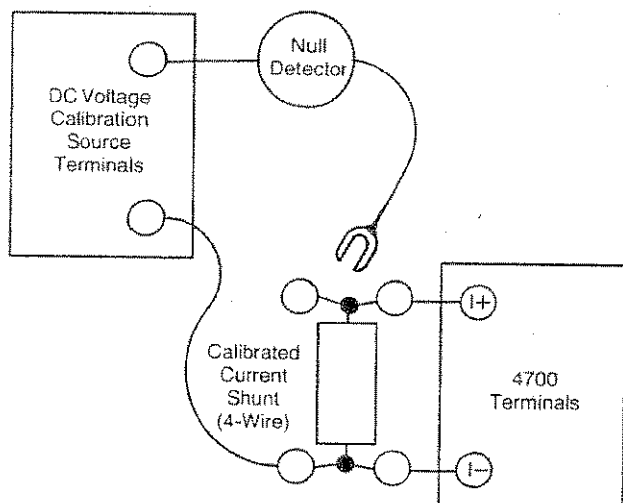 Null
Detector
DC Voltage
Calibration
Source
Terminals
I+
Calibrated
Current
Shunt
(4-Wire)
4700
Terminals
I−